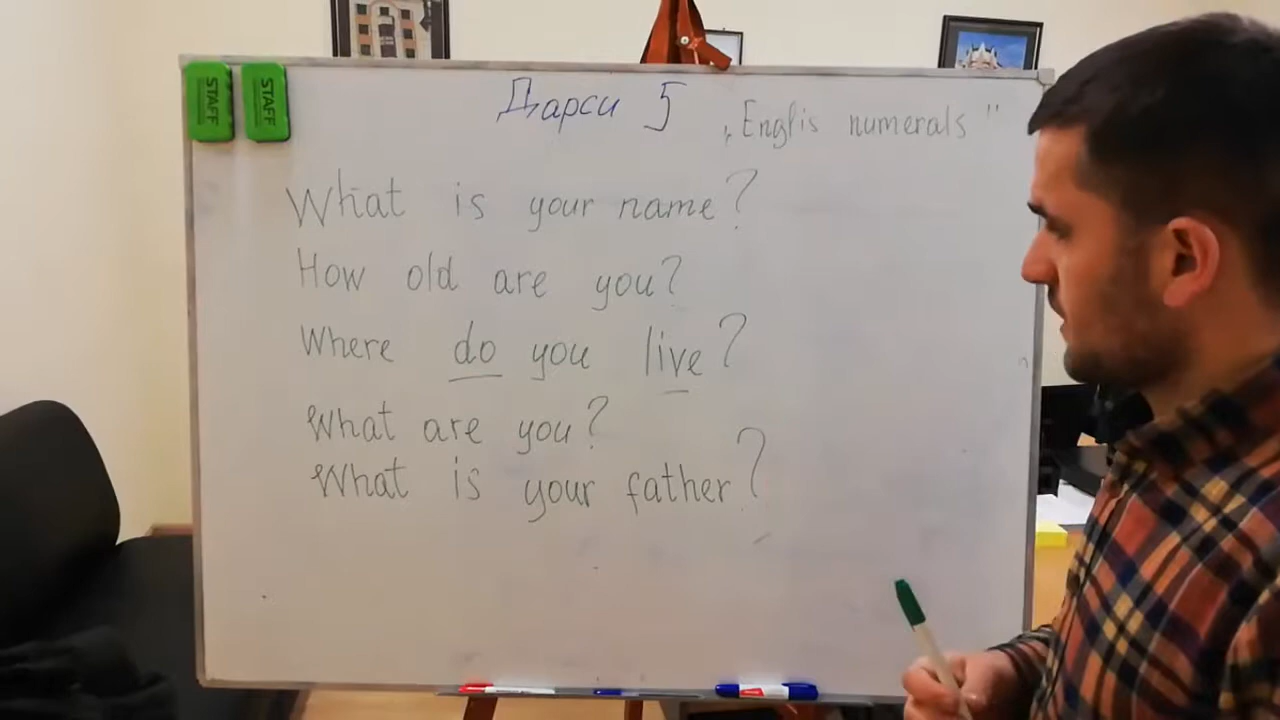 STAFF STAFF
Дарси 5 „Englis numerals"
What is your name?
How old are you?
Where do you live?
What are you?
What is your father?